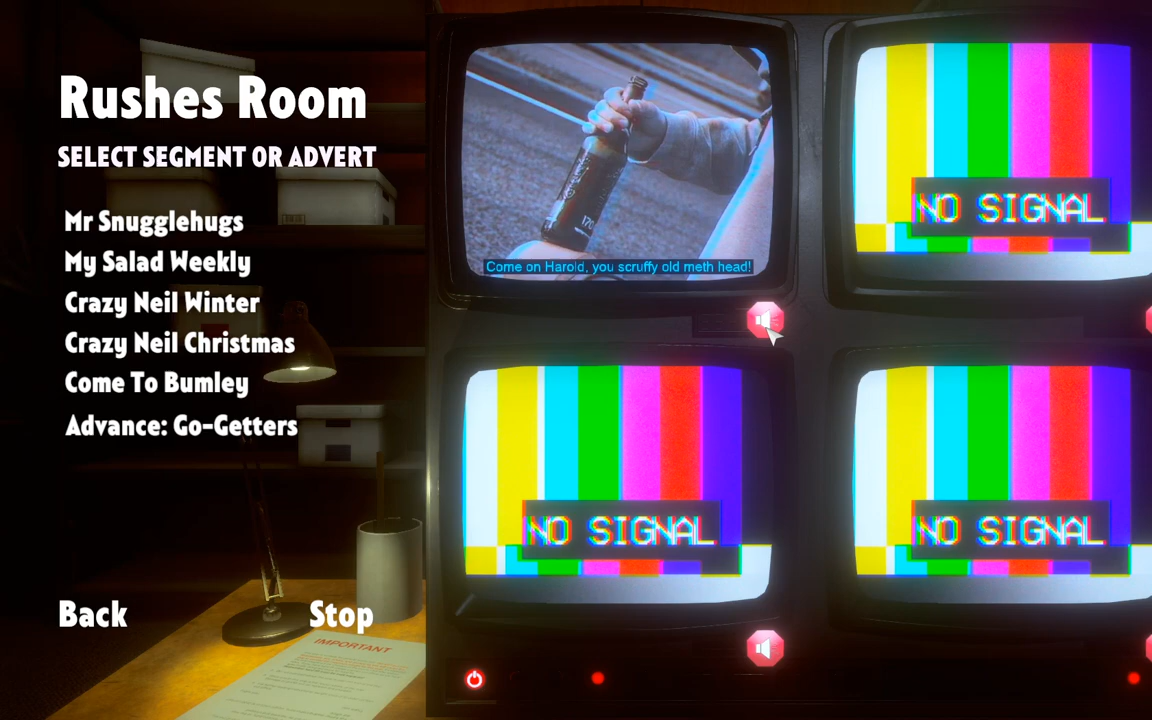 Rushes Room
SELECT SEGMENT OR ADVERT
Mr Snugglehugs
My Salad Weekly
Crazy Neil Winter
Crazy Neil Christmas
Come To Bumley
Advance: Go-Getters
Back
Stop
IMPORTANT
170
Come on Harold, you scruffy old meth head!
NO SIGNAL
NO SIGNAL
NO SIGNAL